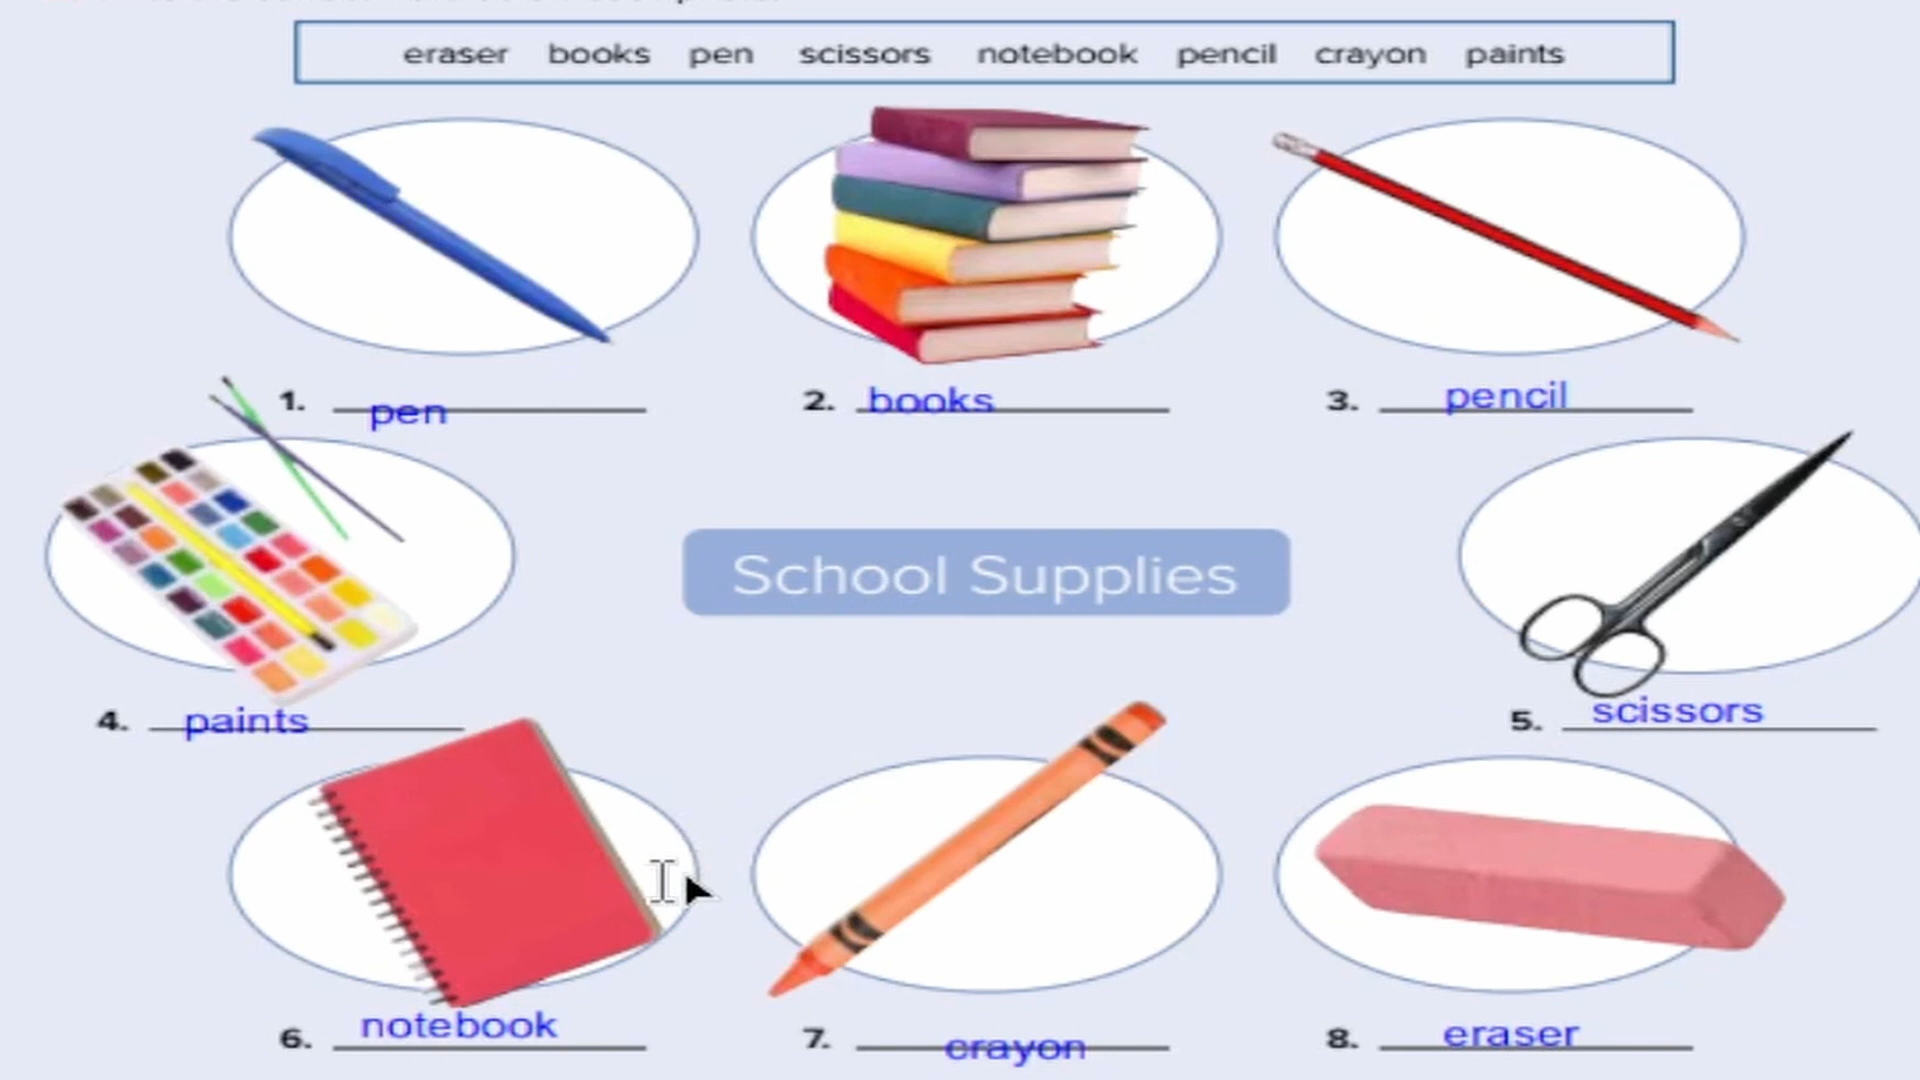 eraser books pen scissors notebook pencil crayon paints
1. pen
2. books
3. pencil
4. paints
School Supplies
5. scissors
6. notebook
7. crayon
8. eraser